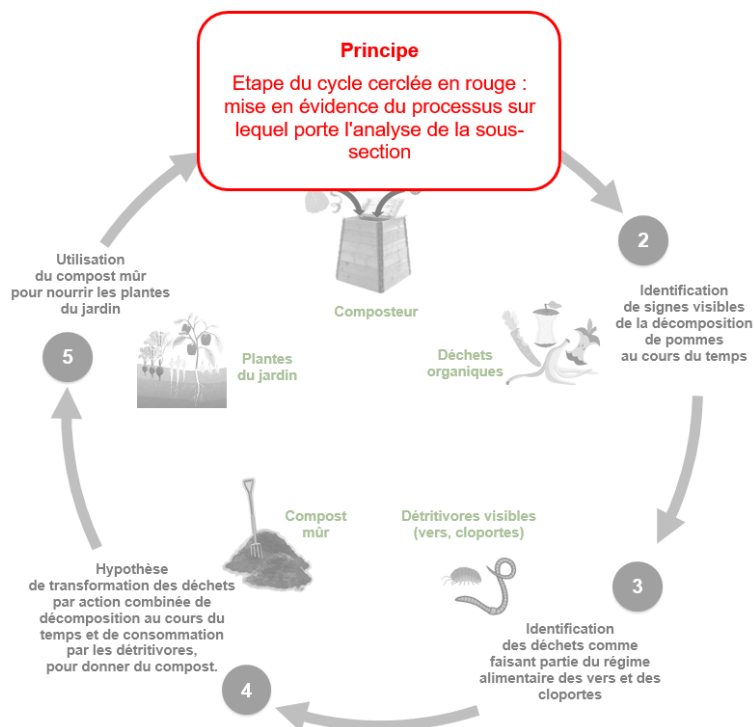 Principe
Etape du cycle cerclée en rouge :
mise en évidence du processus sur
lequel porte l'analyse de la sous-
section
2
Identification
de signes visibles
de la décomposition
de pommes
au cours du temps
Utilisation
du compost mûr
pour nourrir les plantes
du jardin
5
Composteur
Plantes
du jardin
Déchets
organiques
Compost
mûr
Détritivores visibles
(vers, cloportes)
3
Identification
des déchets comme
faisant partie du régime
alimentaire des vers et des
cloportes
Hypothèse
de transformation des déchets
par action combinée de
décomposition au cours du
temps et de consommation
par les détritivores,
pour donner du compost.
4